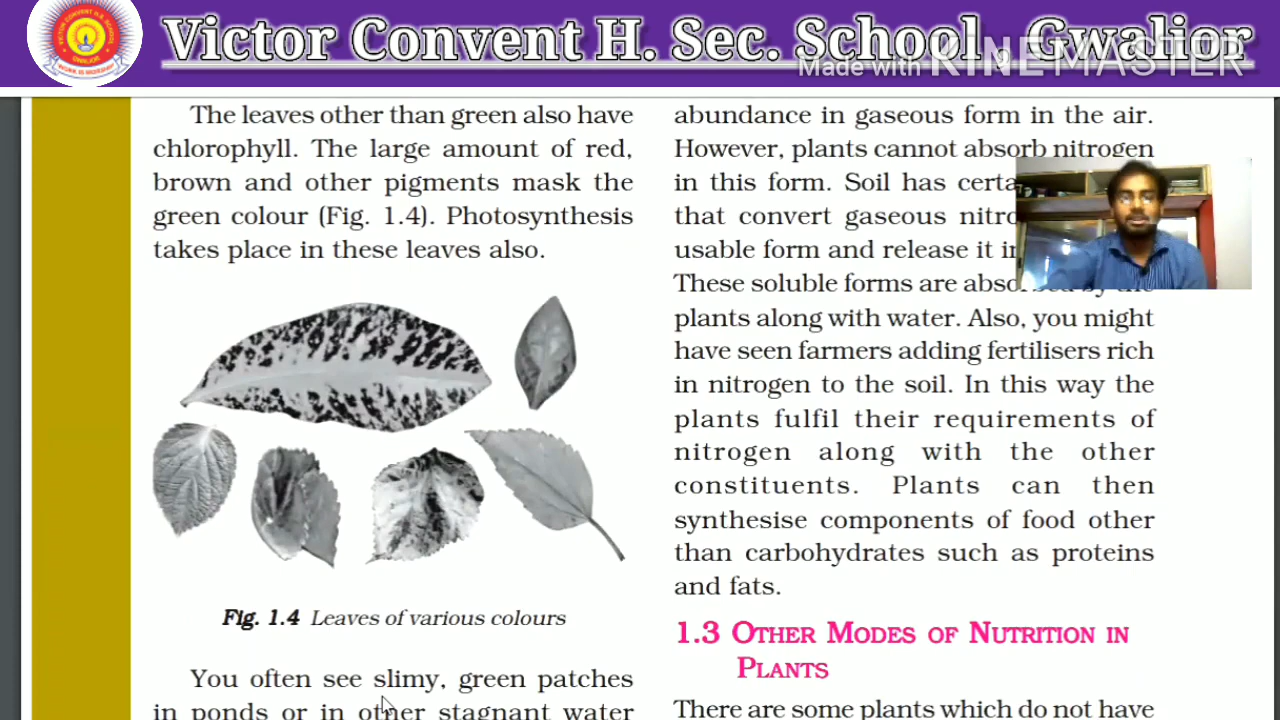 Victor Convent H. Sec. School, Gwalior
Made with KINEMASTER
The leaves other than green also have
chlorophyll. The large amount of red,
brown and other pigments mask the
green colour (Fig. 1.4). Photosynthesis
takes place in these leaves also.
Fig. 1.4 Leaves of various colours
You often see slimy, green patches
in ponds or in other stagnant water
abundance in gaseous form in the air.
However, plants cannot absorb nitrogen
in this form. Soil has
that convert gaseous
usable form and release it
These soluble forms are absorbed by the
plants along with water. Also, you might
have seen farmers adding fertilisers rich
in nitrogen to the soil. In this way the
plants fulfil their requirements of
nitrogen along with the other
constituents. Plants can then
synthesise components of food other
than carbohydrates such as proteins
and fats.
1.3 OTHER MODES OF NUTRITION IN
PLANTS
There are some plants which do not have